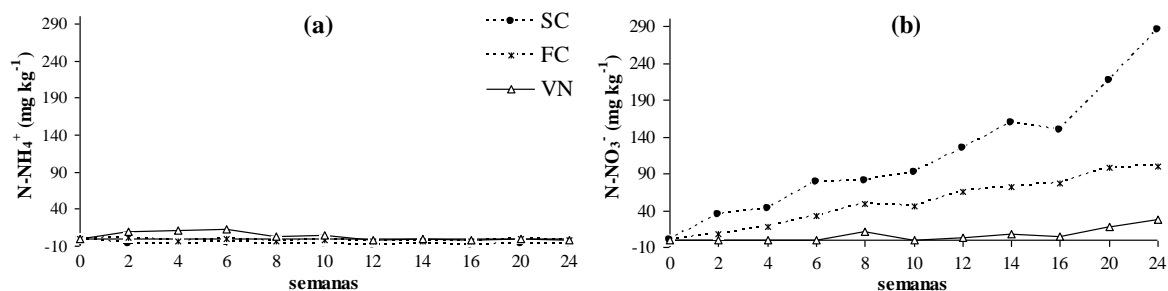 (a)
N-NH₄⁺ (mg kg⁻¹)
290
240
190
140
90
40
-10
0 2 4 6 8 10 12 14 16 20 24
semanas
SC
FC
VN
(b)
N-NO₃⁻ (mg kg⁻¹)
290
240
190
140
90
40
-10
0 2 4 6 8 10 12 14 16 20 24
semanas